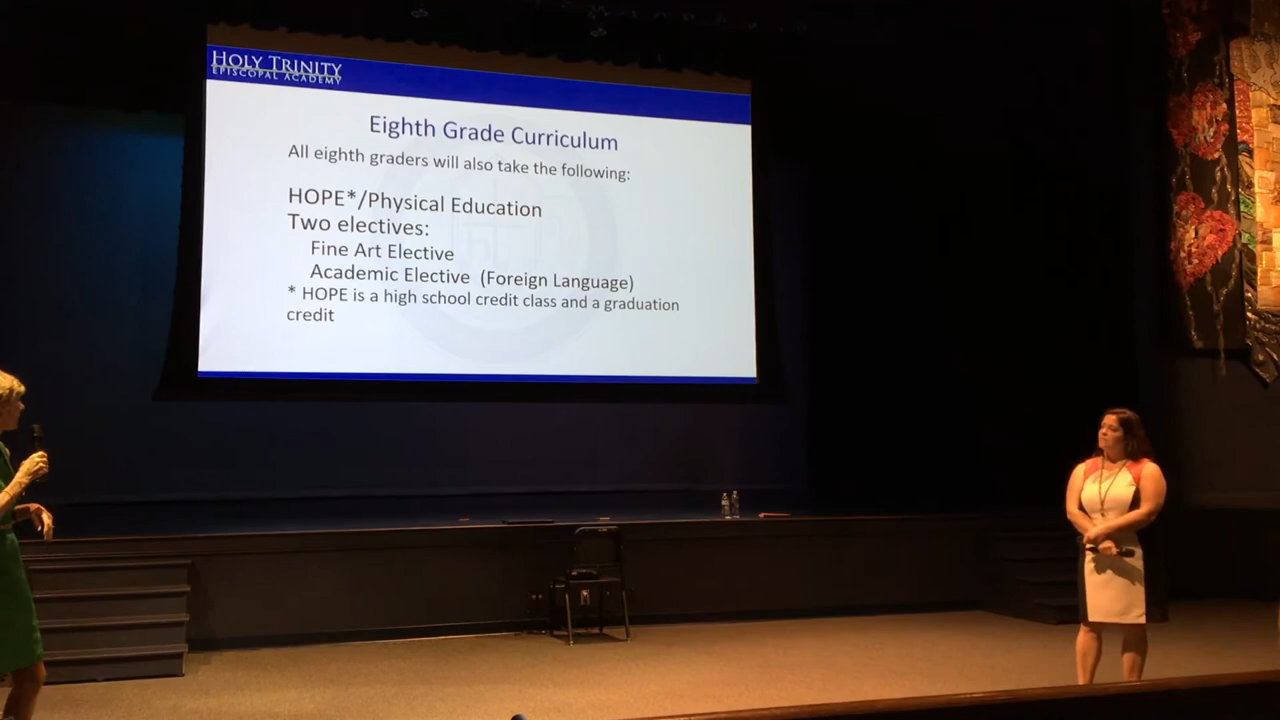 HOLY TRINITY
EPISCOPAL ACADEMY
Eighth Grade Curriculum
All eighth graders will also take the following:
HOPE*/Physical Education
Two electives:
Fine Art Elective
Academic Elective (Foreign Language)
* HOPE is a high school credit class and a graduation
credit